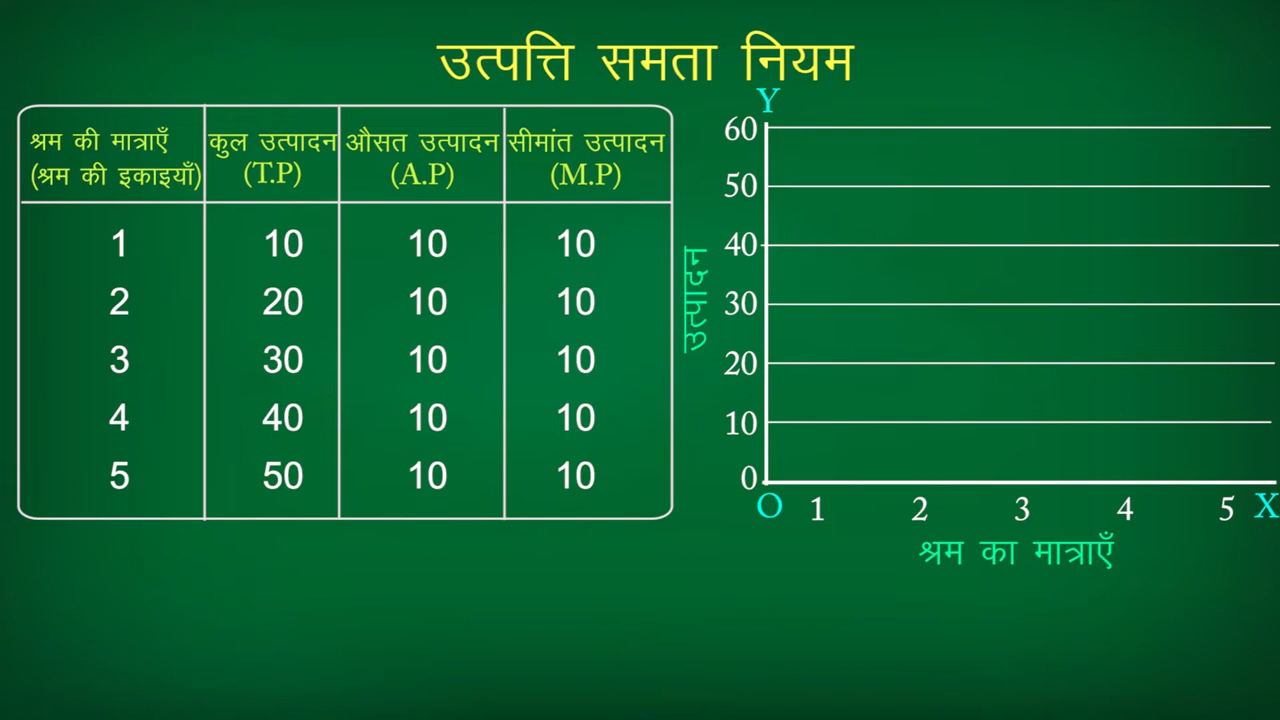 उत्पत्ति समता नियम
श्रम की मात्राएँ कुल उत्पादन औसत उत्पादन सीमांत उत्पादन
(श्रम की इकाइयाँ) (T.P) (A.P) (M.P)
1 10 10 10
2 20 10 10
3 30 10 10
4 40 10 10
5 50 10 10
Y
60
50
40
30
20
10
0
उत्पादन
O 1 2 3 4 5 X
श्रम का मात्राएँ